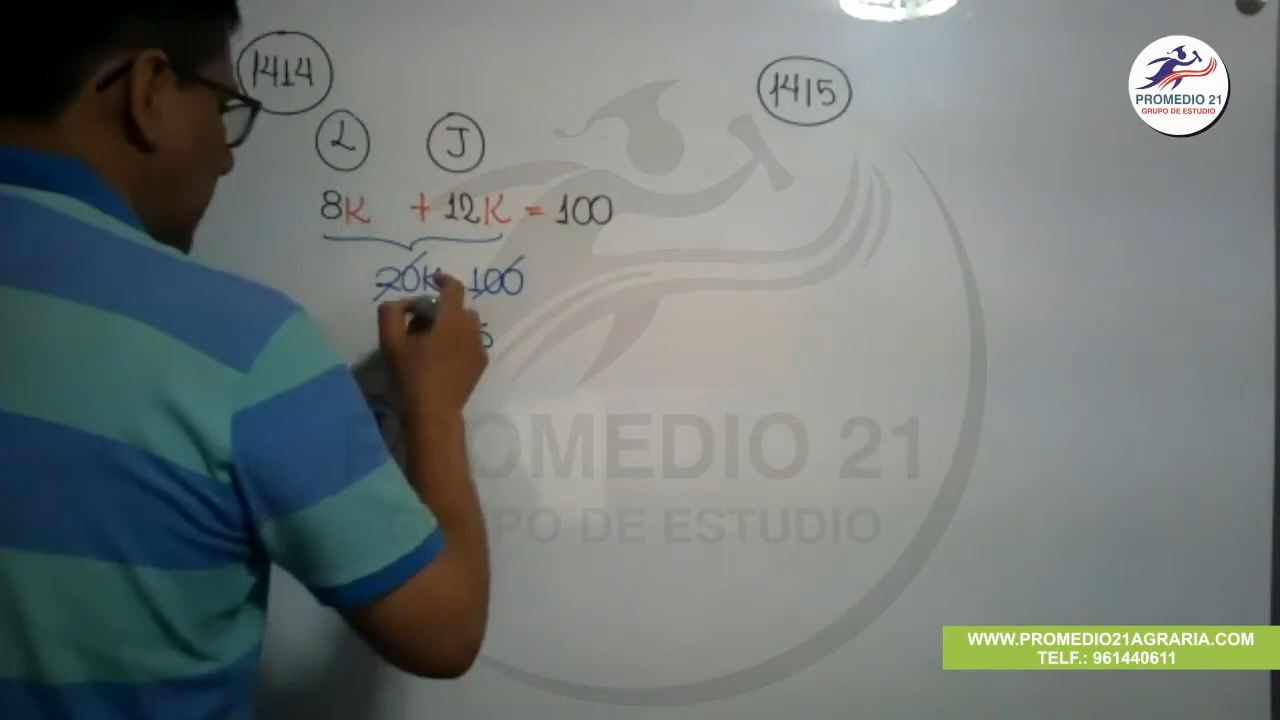 1414
1415
L J
8K + 12K = 100
20K 100
5
PROMEDIO 21
GRUPO DE ESTUDIO
PROMEDIO 21
GRUPO DE ESTUDIO
WWW.PROMEDIO21AGRARIA.COM
TELF.: 961440611